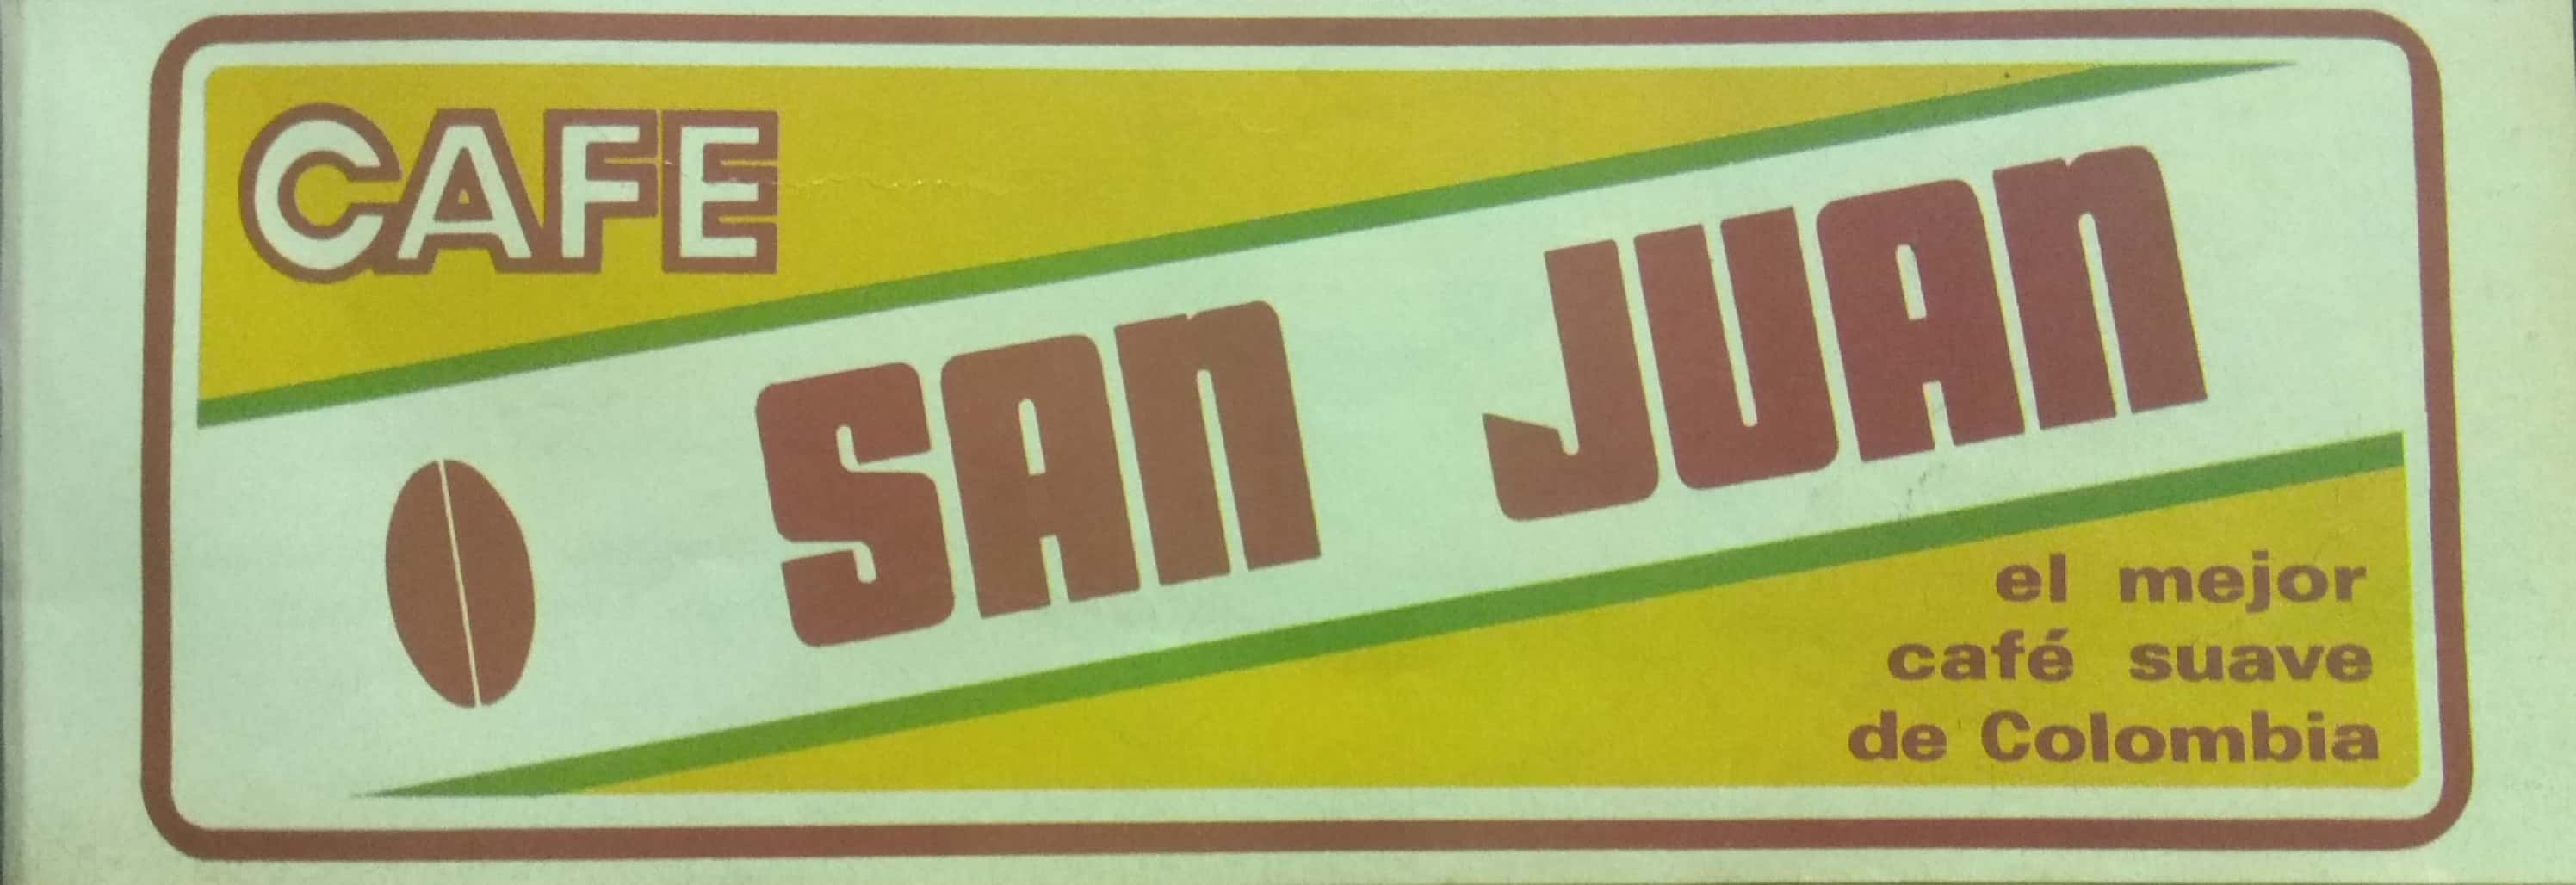 CAFE
SAN JUAN
el mejor
café suave
de Colombia